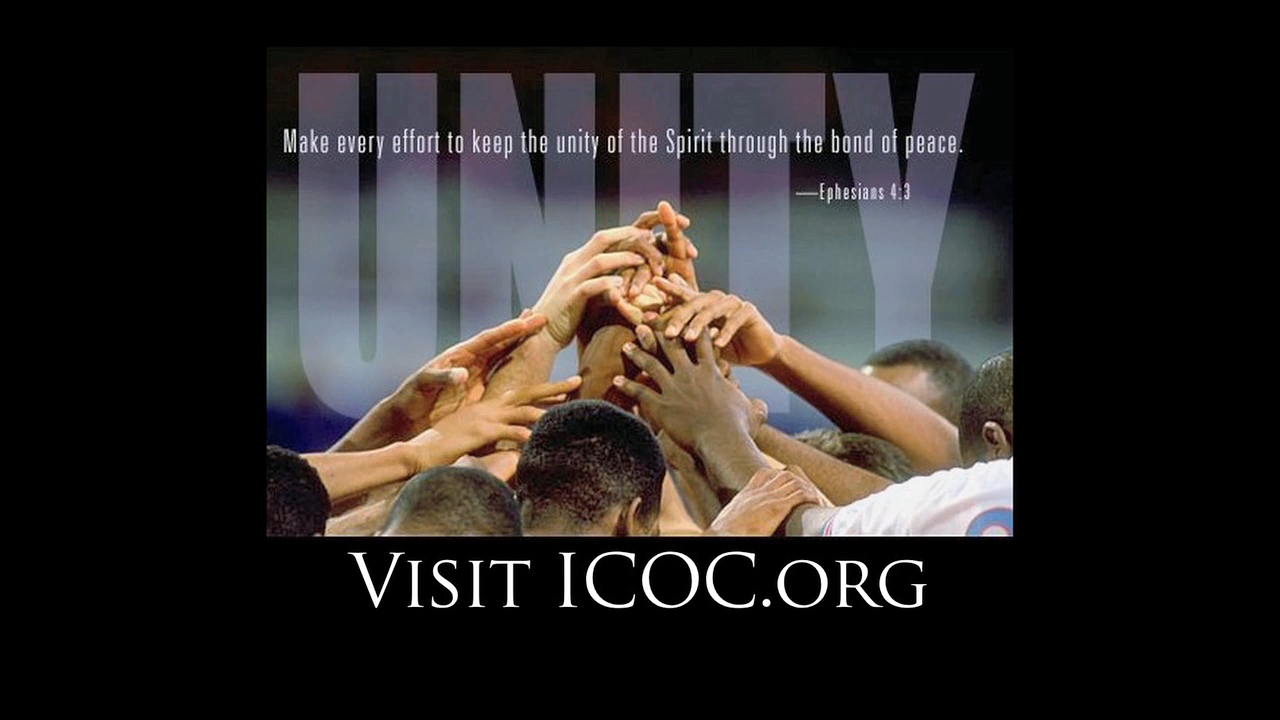 UNITY
Make every effort to keep the unity of the Spirit through the bond of peace.
—Ephesians 4:3
VISIT ICOC.ORG